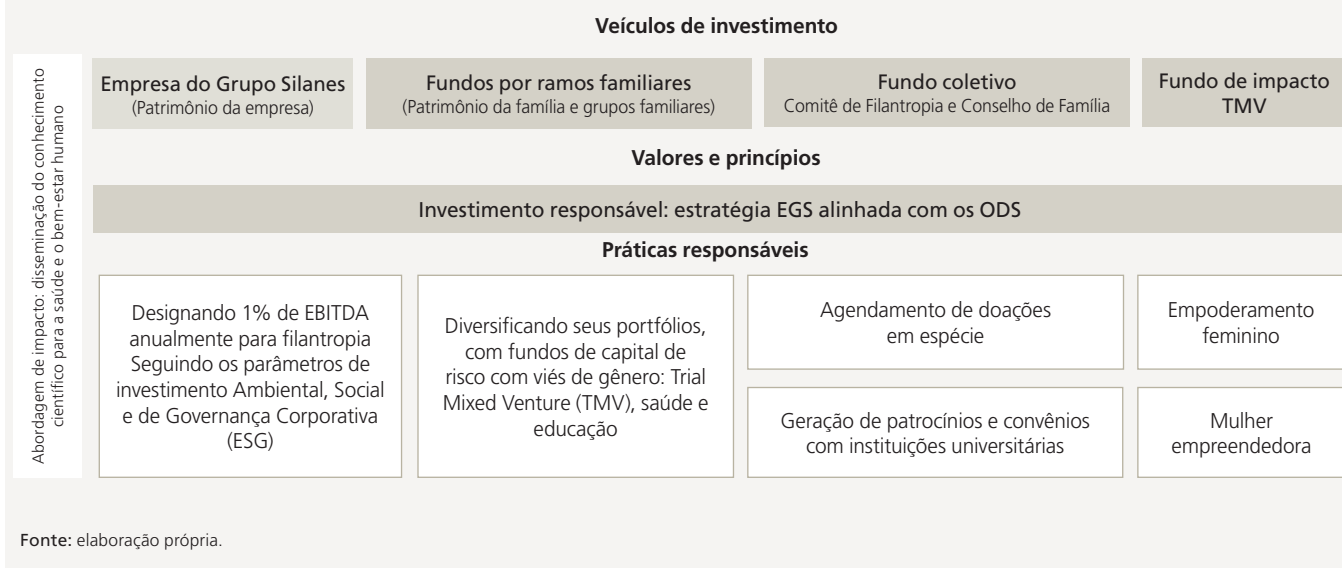 Veículos de investimento
Abordagem de impacto: disseminação do conhecimento
científico para a saúde e o bem-estar humano
Empresa do Grupo Silanes
(Patrimônio da empresa)
Fundos por ramos familiares
(Patrimônio da família e grupos familiares)
Fundo coletivo
Comitê de Filantropia e Conselho de Família
Fundo de impacto
TMV
Valores e princípios
Investimento responsável: estratégia EGS alinhada com os ODS
Práticas responsáveis
Designando 1% de EBITDA
anualmente para filantropia
Seguindo os parâmetros de
investimento Ambiental, Social
e de Governança Corporativa
(ESG)
Diversificando seus portfólios,
com fundos de capital de
risco com viés de gênero: Trial
Mixed Venture (TMV), saúde e
educação
Agendamento de doações
em espécie
Geração de patrocínios e convênios
com instituições universitárias
Empoderamento
feminino
Mulher
empreendedora
Fonte: elaboração própria.